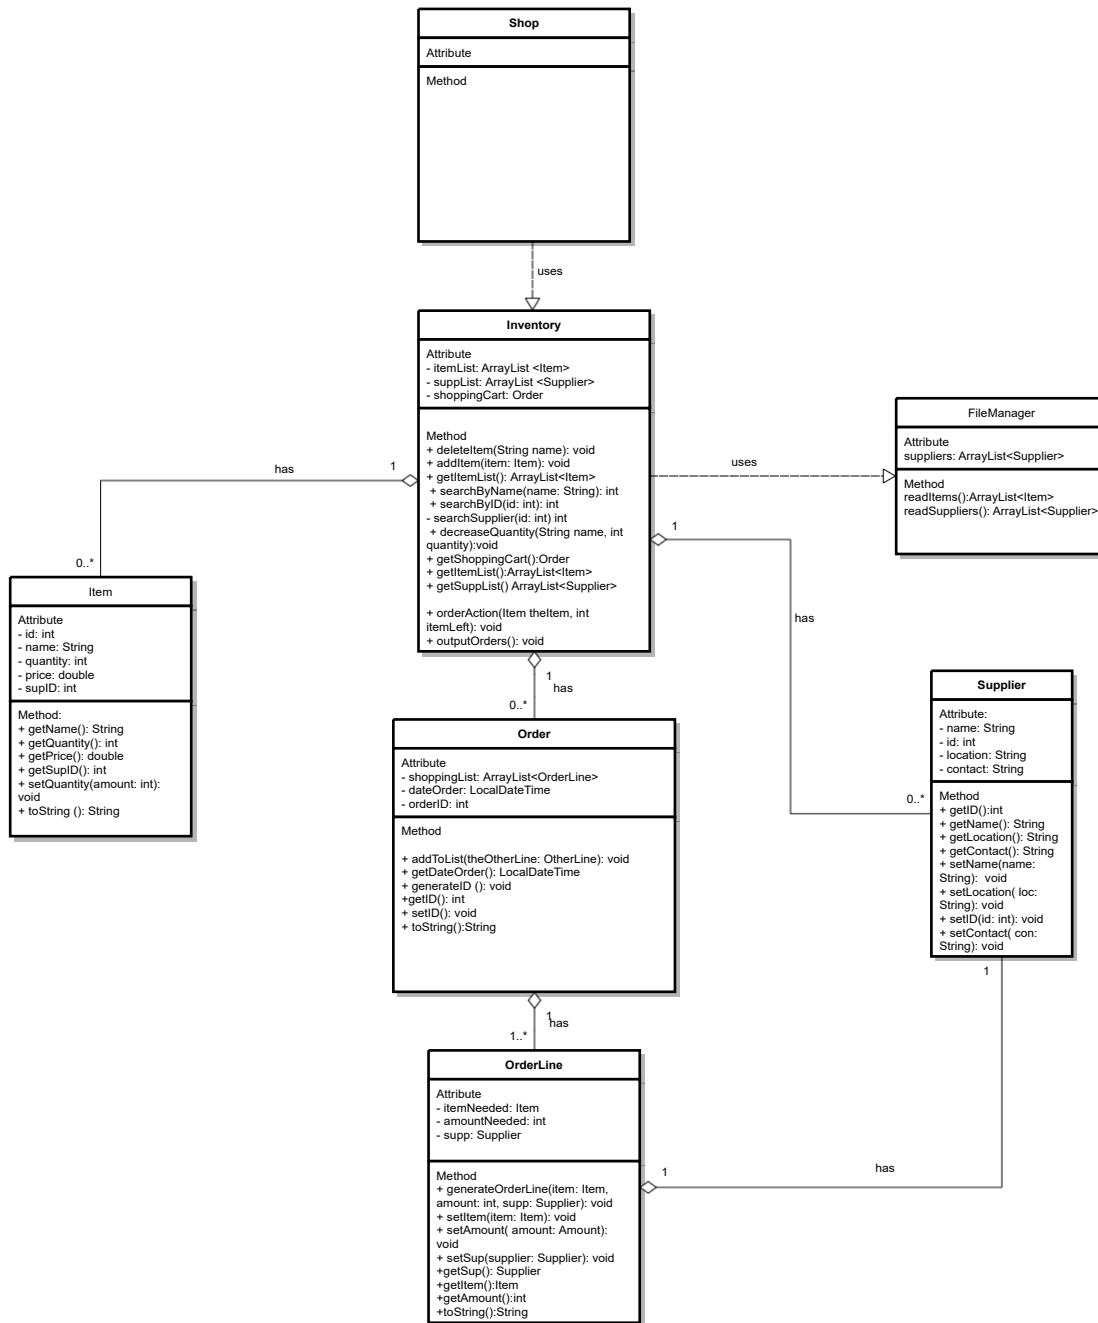 Shop
Attribute
Method
uses
Inventory
Attribute
- itemList: ArrayList <Item>
- suppList: ArrayList <Supplier>
- shoppingCart: Order
Method
+ deleteItem(String name): void
+ addItem(item: Item): void
+ getItemList(): ArrayList<Item>
+ searchByName(name: String): int
+ searchByID(id: int): int
- searchSupplier(id: int) int
+ decreaseQuantity(String name, int
quantity):void
+ getShoppingCart():Order
+ getItemList():ArrayList<Item>
+ getSuppList() ArrayList<Supplier>
+ orderAction(Item theItem, int
itemLeft): void
+ outputOrders(): void
uses
FileManager
Attribute
suppliers: ArrayList<Supplier>
Method
readItems():ArrayList<Item>
readSuppliers(): ArrayList<Supplier>
has
1
0..*
Item
Attribute
- id: int
- name: String
- quantity: int
- price: double
- supID: int
Method:
+ getName(): String
+ getQuantity(): int
+ getPrice(): double
+ getSupID(): int
+ setQuantity(amount: int):
void
+ toString (): String
1
has
0..*
Supplier
Attribute:
- name: String
- id: int
- location: String
- contact: String
Method
+ getID():int
+ getName(): String
+ getLocation(): String
+ getContact(): String
+ setName(name:
String): void
+ setLocation( loc:
String): void
+ setID(id: int): void
+ setContact( con:
String): void
1
1
has
0..*
Order
Attribute
- shoppingList: ArrayList<OrderLine>
- dateOrder: LocalDateTime
- orderID: int
Method
+ addToList(theOtherLine: OtherLine): void
+ getDateOrder(): LocalDateTime
+ generateID (): void
+getID(): int
+ setID(): void
+ toString():String
1
has
1..*
OrderLine
Attribute
- itemNeeded: Item
- amountNeeded: int
- supp: Supplier
Method
+ generateOrderLine(item: Item,
amount: int, supp: Supplier): void
+ setItem(item: Item): void
+ setAmount( amount: Amount):
void
+ setSup(supplier: Supplier): void
+getSup(): Supplier
+getItem():Item
+getAmount():int
+toString():String
1
has